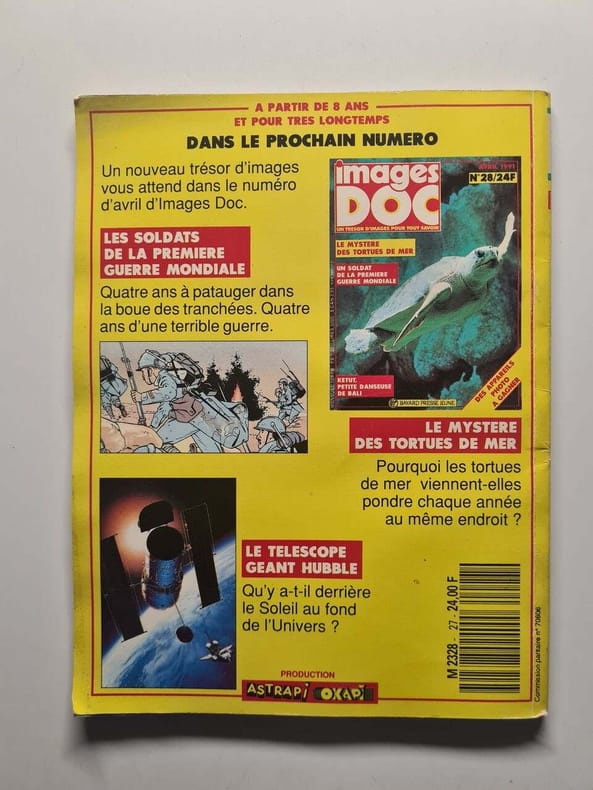 A PARTIR DE 8 ANS
ET POUR TRES LONGTEMPS
DANS LE PROCHAIN NUMERO
Un nouveau trésor d'images
vous attend dans le numéro
d'avril d'Images Doc.
LES SOLDATS
DE LA PREMIERE
GUERRE MONDIALE
Quatre ans à patauger dans
la boue des tranchées. Quatre
ans d'une terrible guerre.
images
DOC
AVRIL 1991
N°28/24F
UN TRESOR D'IMAGES POUR TOUT SAVOIR
LE MYSTERE
DES TORTUES DE MER
UN SOLDAT
DE LA PREMIERE
GUERRE MONDIALE
KETUT,
PETITE DANSEUSE
DE BALI
BAYARD PRESSE JEUNE
DES APPAREILS
PHOTO
A GAGNER
LE MYSTERE
DES TORTUES DE MER
Pourquoi les tortues
de mer viennent-elles
pondre chaque année
au même endroit ?
LE TELESCOPE
GEANT HUBBLE
Qu'y a-t-il derrière
le Soleil au fond
de l'Univers ?
M 2328 - 27 - 24,00 F
Commission paritaire n° 70606
PRODUCTION
ASTRAPI OKAPI